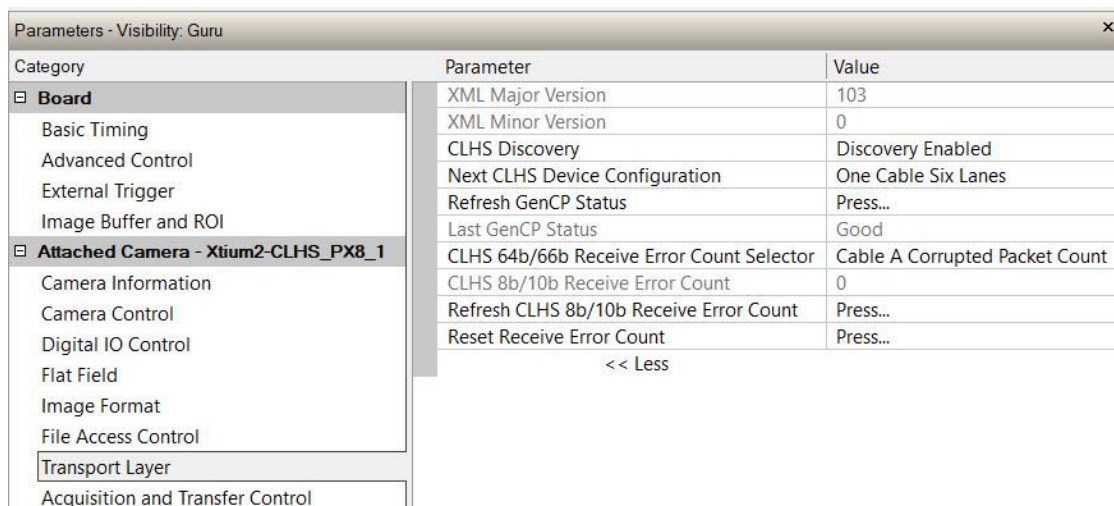 Parameters - Visibility: Guru
×
Category
Board
Basic Timing
Advanced Control
External Trigger
Image Buffer and ROI
Attached Camera - Xtium2-CLHS_PX8_1
Camera Information
Camera Control
Digital IO Control
Flat Field
Image Format
File Access Control
Transport Layer
Acquisition and Transfer Control
Parameter Value
XML Major Version 103
XML Minor Version 0
CLHS Discovery Discovery Enabled
Next CLHS Device Configuration One Cable Six Lanes
Refresh GenCP Status Press...
Last GenCP Status Good
CLHS 64b/66b Receive Error Count Selector Cable A Corrupted Packet Count
CLHS 8b/10b Receive Error Count 0
Refresh CLHS 8b/10b Receive Error Count Press...
Reset Receive Error Count Press...
<< Less